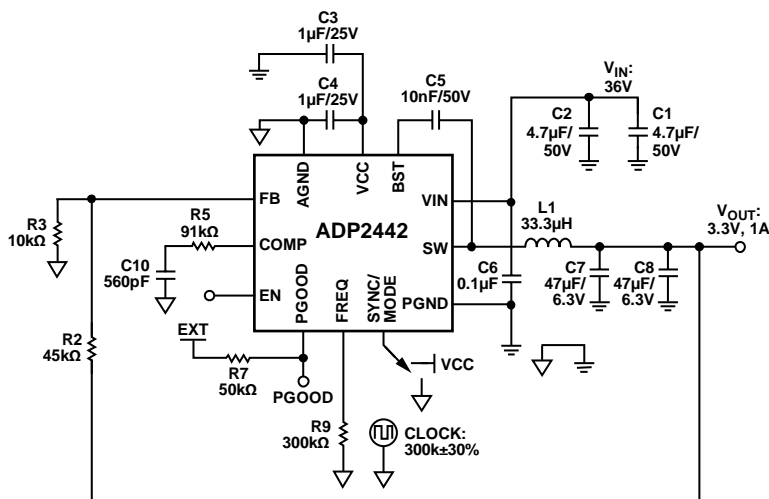 C3
1µF/25V
C4
1µF/25V
C5
10nF/50V
VIN:
36V
C2
4.7µF/
50V
C1
4.7µF/
50V
AGND
VCC
BST
FB
VIN
R3
10kΩ
R5
91kΩ
COMP
ADP2442
SW
L1
33.3µH
VOUT:
3.3V, 1A
C10
560pF
EN
PGOOD
FREQ
SYNC/
MODE
PGND
C6
0.1µF
C7
47µF/
6.3V
C8
47µF/
6.3V
R2
45kΩ
EXT
R7
50kΩ
PGOOD
VCC
R9
300kΩ
CLOCK:
300k±30%